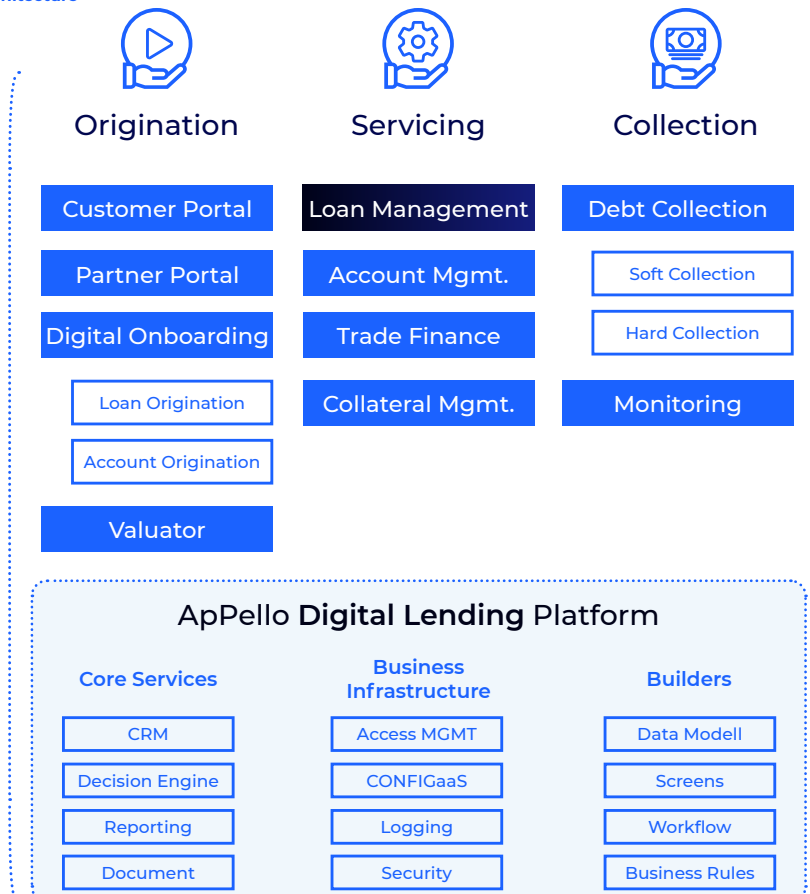 Origination
Servicing
Collection
Customer Portal
Partner Portal
Digital Onboarding
Loan Origination
Account Origination
Valuator
Loan Management
Account Mgmt.
Trade Finance
Collateral Mgmt.
Debt Collection
Soft Collection
Hard Collection
Monitoring
ApPello Digital Lending Platform
Core Services
CRM
Decision Engine
Reporting
Document
Business
Infrastructure
Access MGMT
CONFIGaaS
Logging
Security
Builders
Data Modell
Screens
Workflow
Business Rules